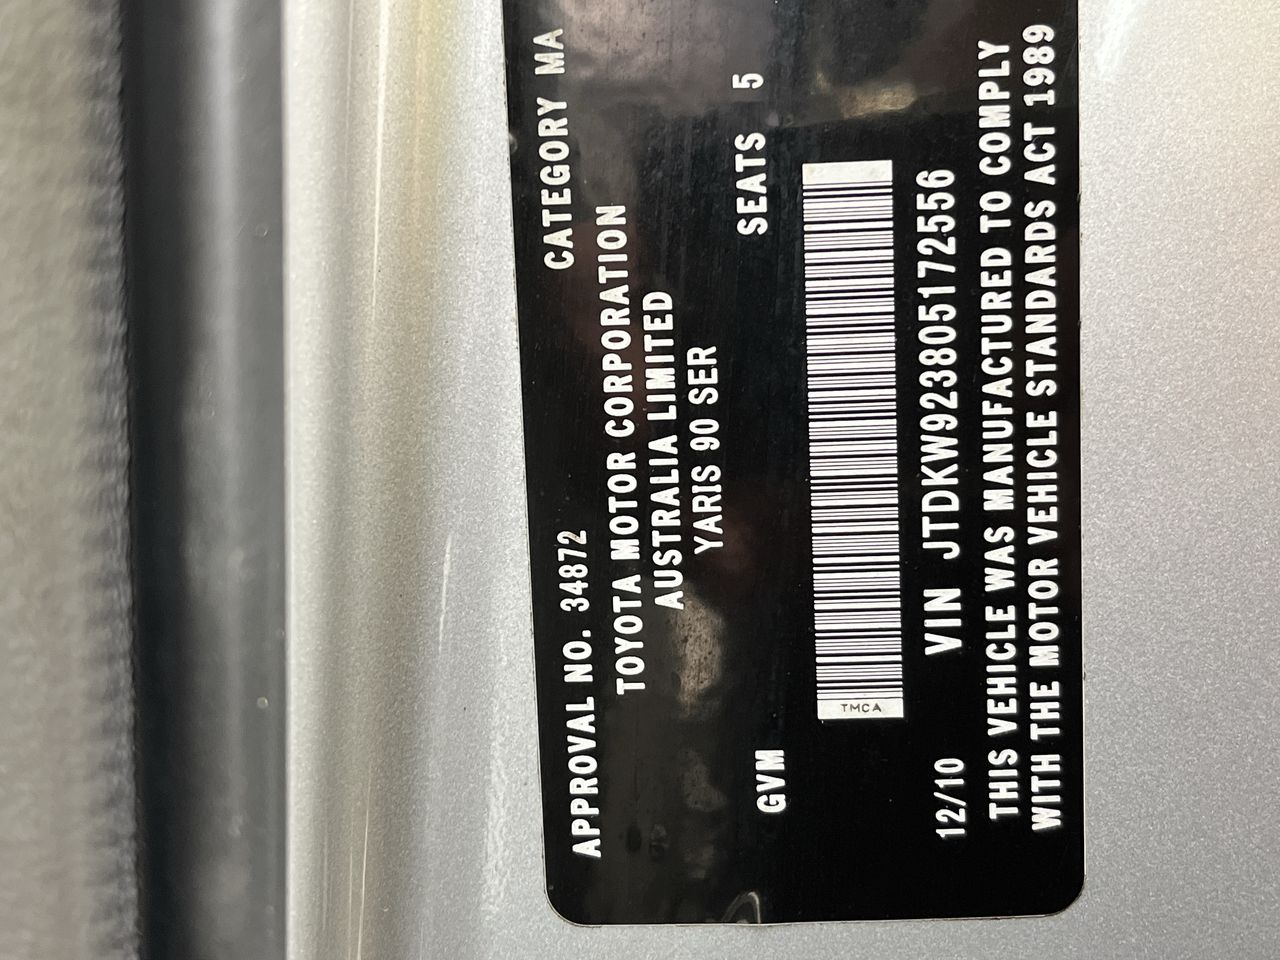 APPROVAL NO. 34872 CATEGORY MA
TOYOTA MOTOR CORPORATION
AUSTRALIA LIMITED
YARIS 90 SER
GVM SEATS 5
TMCA
12/10 VIN JTDKW923805172556
THIS VEHICLE WAS MANUFACTURED TO COMPLY
WITH THE MOTOR VEHICLE STANDARDS ACT 1989